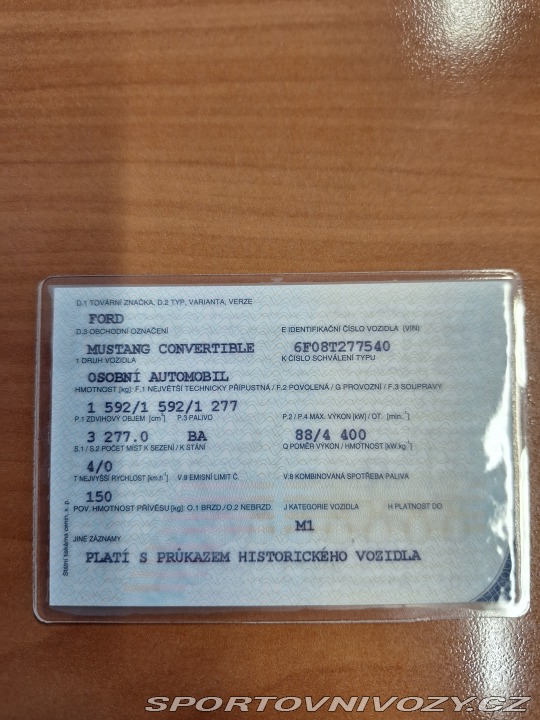 D.1 TOVÁRNÍ ZNAČKA, D.2 TYP, VARIANTA, VERZE
FORD
D.3 OBCHODNÍ OZNAČENÍ E IDENTIFIKAČNÍ ČÍSLO VOZIDLA (VIN)
MUSTANG CONVERTIBLE 6F08T277540
1 DRUH VOZIDLA K ČÍSLO SCHVÁLENÍ TYPU
OSOBNÍ AUTOMOBIL
HMOTNOST [kg]: F.1 NEJVĚTŠÍ TECHNICKY PŘÍPUSTNÁ / F.2 POVOLENÁ / G PROVOZNÍ / F.3 SOUPRAVY
1 592/1 592/1 277
P.1 ZDVIHOVÝ OBJEM [cm³] P.3 PALIVO P.2 / P.4 MAX. VÝKON [kW] / OT. [min.⁻¹]
3 277.0 BA 88/4 400
S.1 / S.2 POČET MÍST K SEZENÍ / K STÁNÍ Q POMĚR VÝKON / HMOTNOST [kW.kg⁻¹]
4/0
T NEJVYŠŠÍ RYCHLOST [km.h⁻¹] V.9 EMISNÍ LIMIT Č. V.8 KOMBINOVANÁ SPOTŘEBA PALIVA
150
POV. HMOTNOST PŘÍVĚSU [kg] O.1 BRZD./O.2 NEBRZD. J KATEGORIE VOZIDLA H PLATNOST DO
M1
JINÉ ZÁZNAMY
PLATÍ S PRŮKAZEM HISTORICKÉHO VOZIDLA
Státní tiskárna cenin, s. p.
SPORTOVNIVOZY.CZ